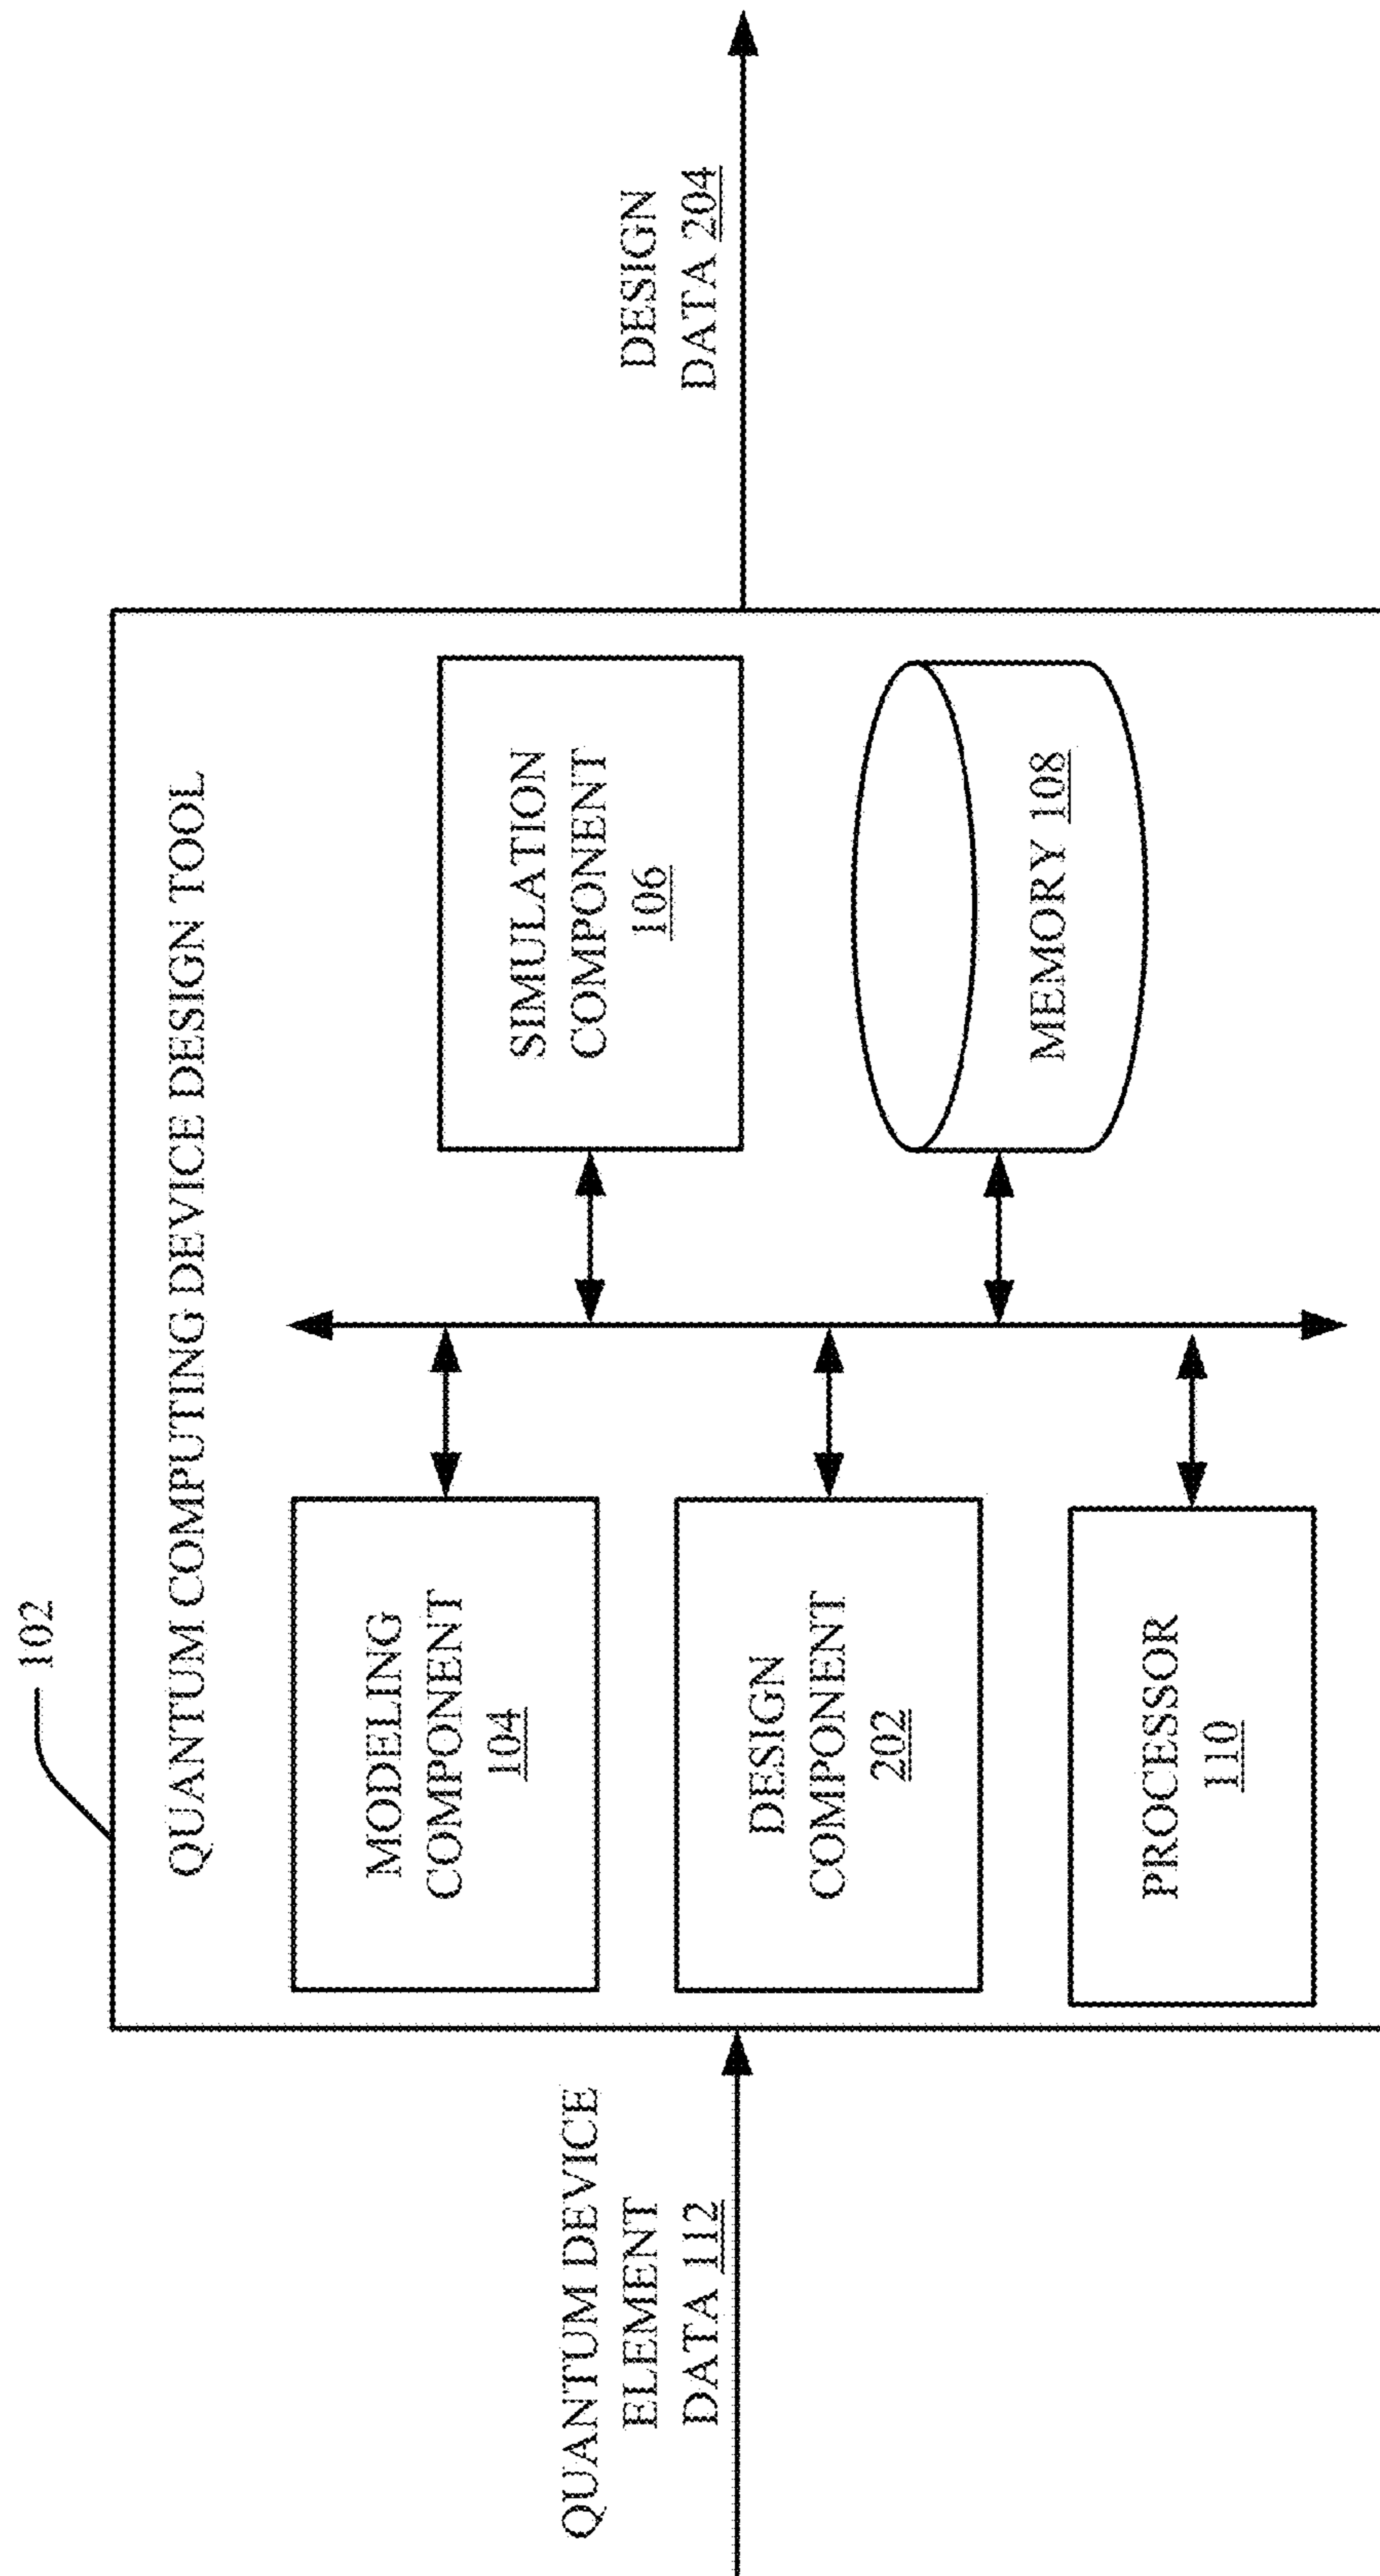 102
QUANTUM COMPUTING DEVICE DESIGN TOOL
QUANTUM DEVICE
ELEMENT
DATA 112
MODELING
COMPONENT
104
DESIGN
COMPONENT
202
PROCESSOR
110
SIMULATION
COMPONENT
106
MEMORY 108
DESIGN
DATA 204